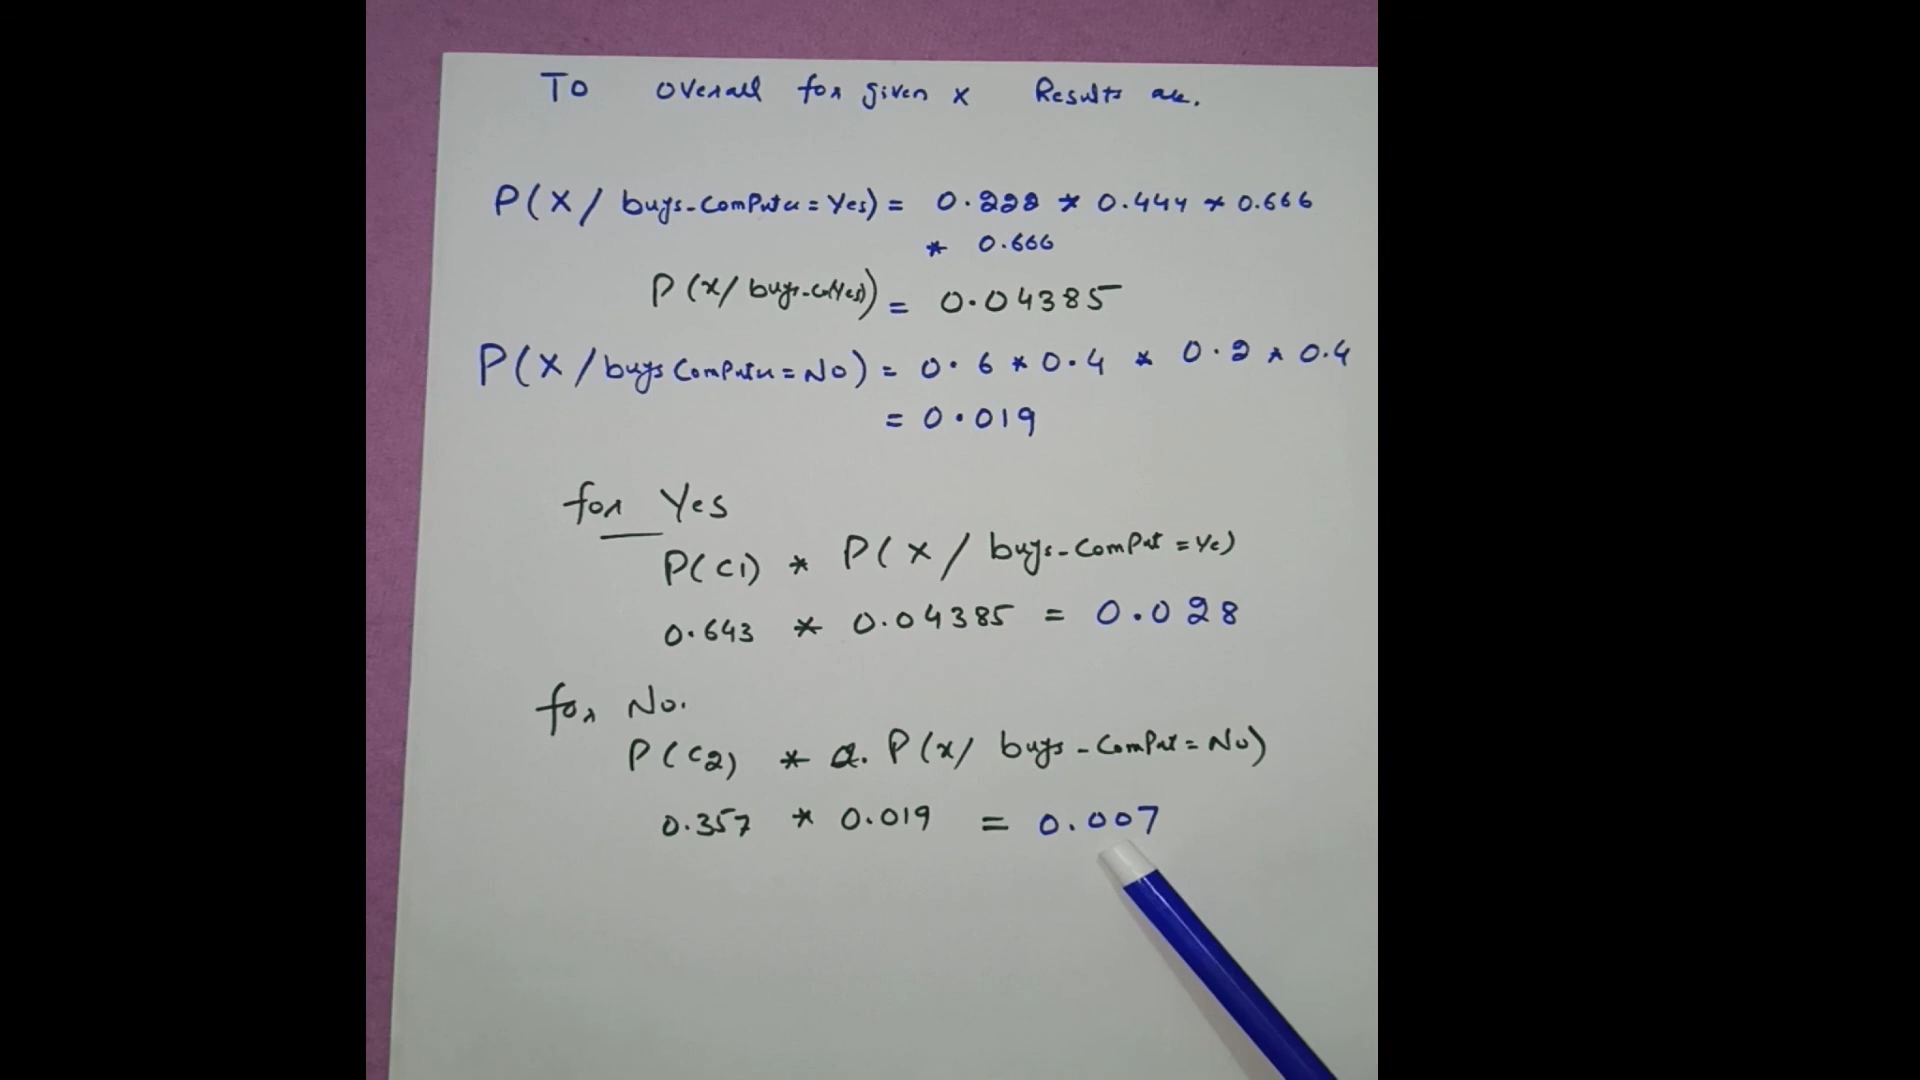 To overall for given x Results are.
P(X/ buys-Computer = Yes) = 0.222 * 0.444 * 0.666
* 0.666
P(x/ buys-C(Yes)) = 0.04385
P(X/buys Computer = No) = 0.6 * 0.4 * 0.2 * 0.4
= 0.019
for Yes
P(C1) * P(X/ buys-Comput = Ye)
0.643 * 0.04385 = 0.028
for No.
P(C2) * P(x/ buys-Comput = No)
0.357 * 0.019 = 0.007